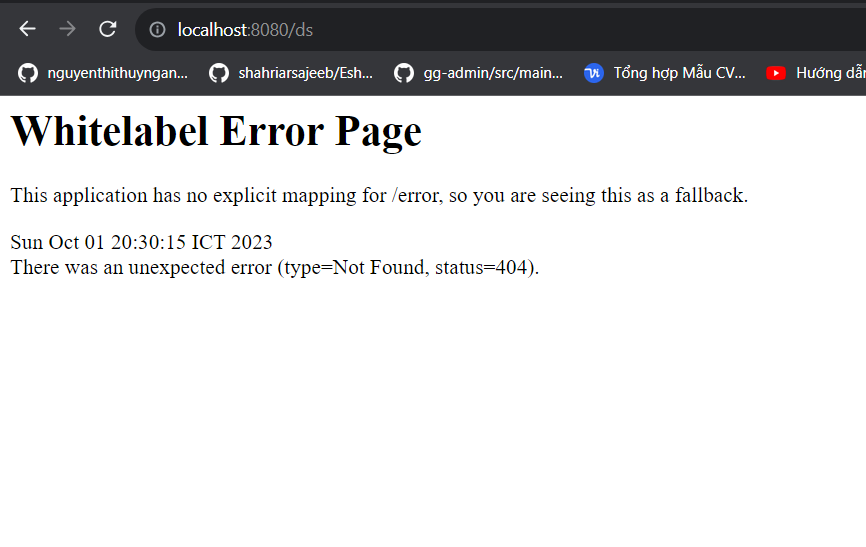 localhost:8080/ds
nguyenthithuyngan... shahriarsajeeb/Esh... gg-admin/src/main... Tổng hợp Mẫu CV... Hướng dẫn
Whitelabel Error Page
This application has no explicit mapping for /error, so you are seeing this as a fallback.
Sun Oct 01 20:30:15 ICT 2023
There was an unexpected error (type=Not Found, status=404).